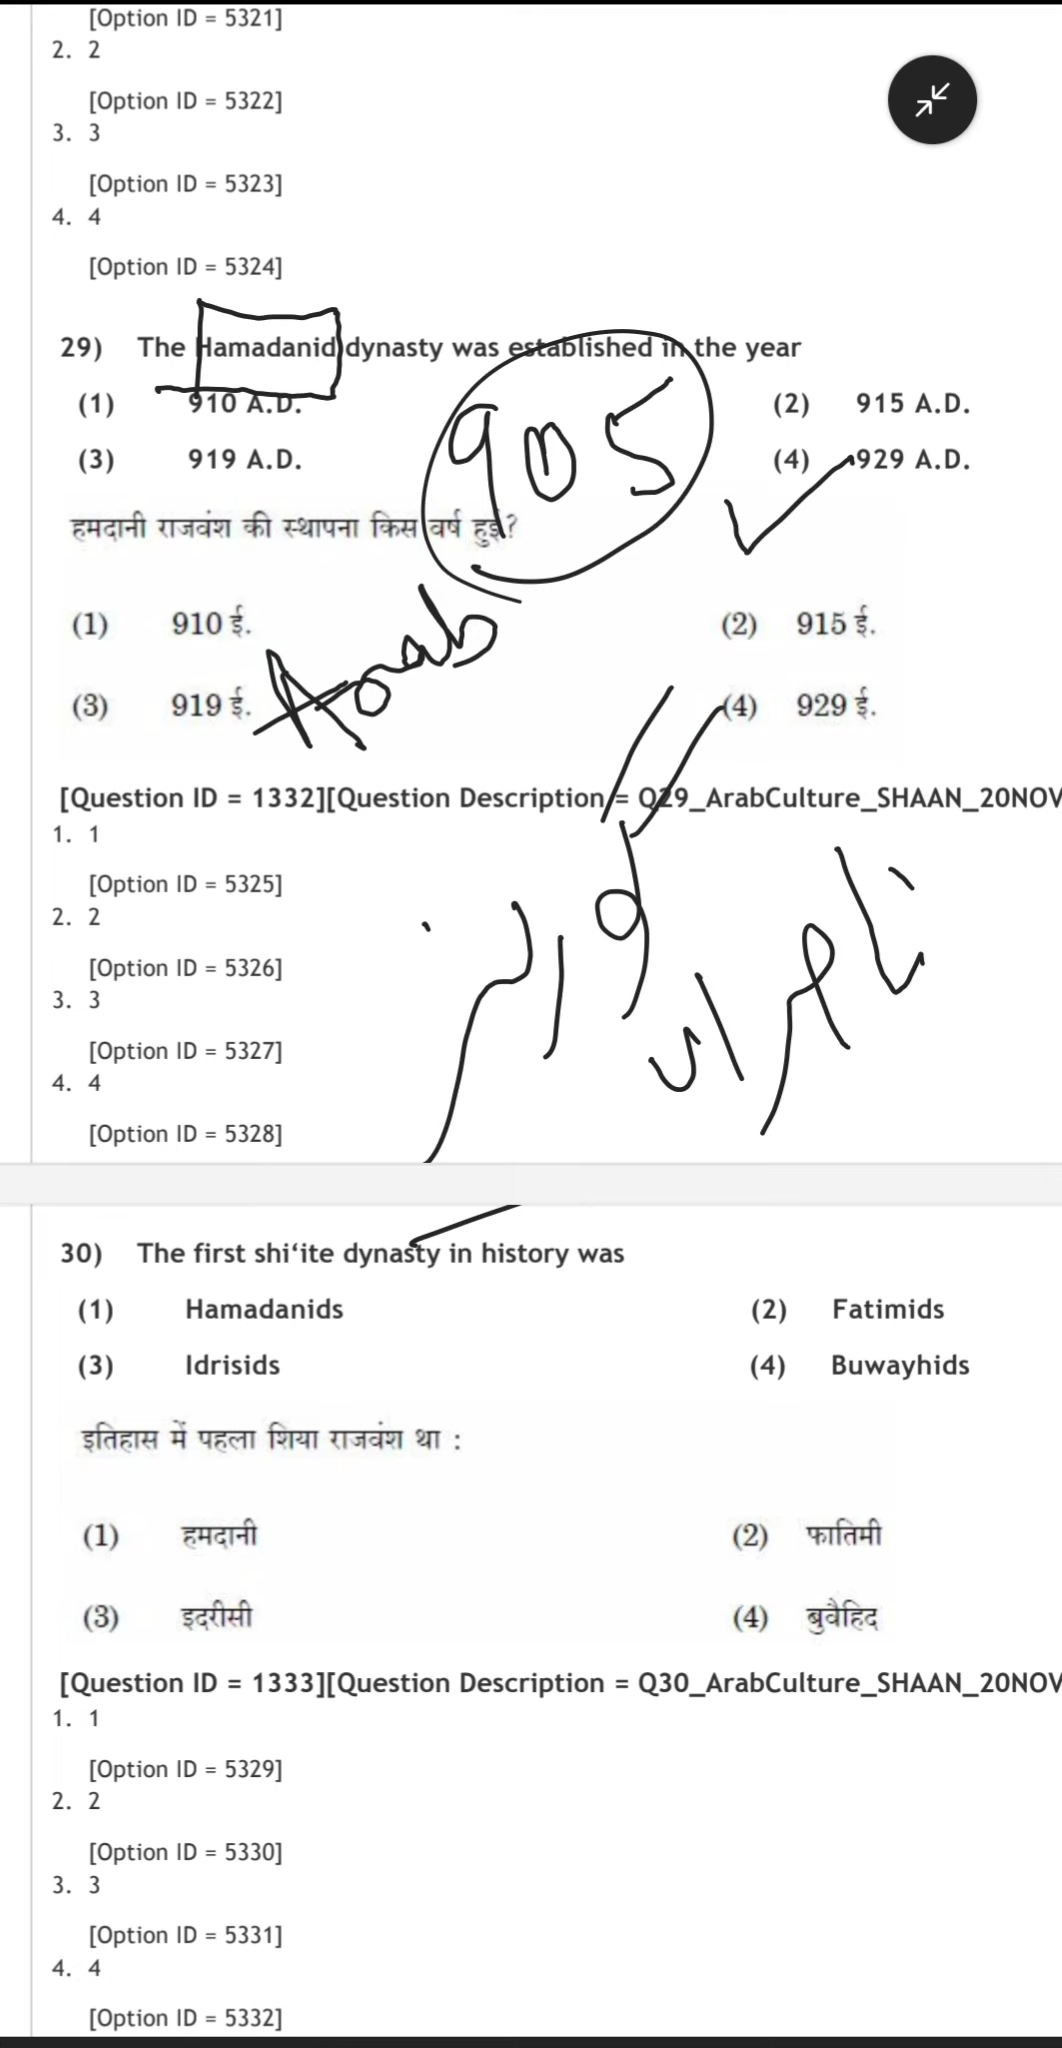 [Option ID = 5321]
2. 2
[Option ID = 5322]
3. 3
[Option ID = 5323]
4. 4
[Option ID = 5324]
29) The Hamadanid dynasty was established in the year
(1) 910 A.D. (2) 915 A.D.
(3) 919 A.D. (4) 929 A.D.
905
हमदानी राजवंश की स्थापना किस वर्ष हुई?
(1) 910 ई. (2) 915 ई.
Arab
(3) 919 ई. (4) 929 ई.
[Question ID = 1332][Question Description = Q29_ArabCulture_SHAAN_20NOV
1. 1
[Option ID = 5325]
2. 2
[Option ID = 5326]
3. 3
[Option ID = 5327]
4. 4
[Option ID = 5328]
30) The first shi‘ite dynasty in history was
(1) Hamadanids (2) Fatimids
(3) Idrisids (4) Buwayhids
इतिहास में पहला शिया राजवंश था :
(1) हमदानी (2) फातिमी
(3) इदरीसी (4) बुवैहिद
[Question ID = 1333][Question Description = Q30_ArabCulture_SHAAN_20NOV
1. 1
[Option ID = 5329]
2. 2
[Option ID = 5330]
3. 3
[Option ID = 5331]
4. 4
[Option ID = 5332]